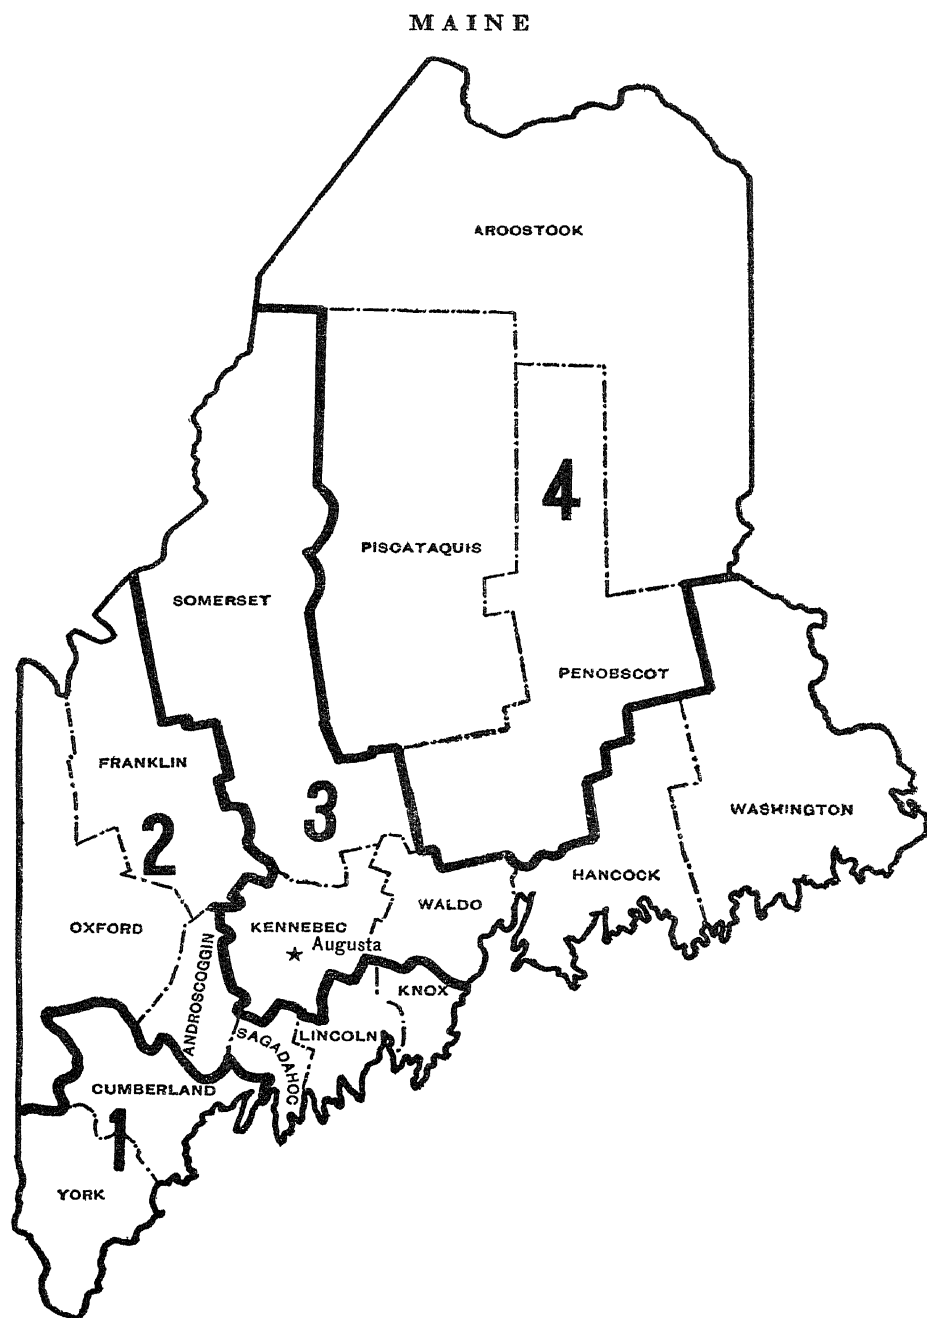 MAINE
AROOSTOOK
4
PISCATAQUIS
SOMERSET
PENOBSCOT
FRANKLIN
3
WASHINGTON
2
HANCOCK
WALDO
OXFORD
KENNEBEC
Augusta
ANDROSCOGGIN
KNOX
SAGADAHOC
LINCOLN
CUMBERLAND
1
YORK